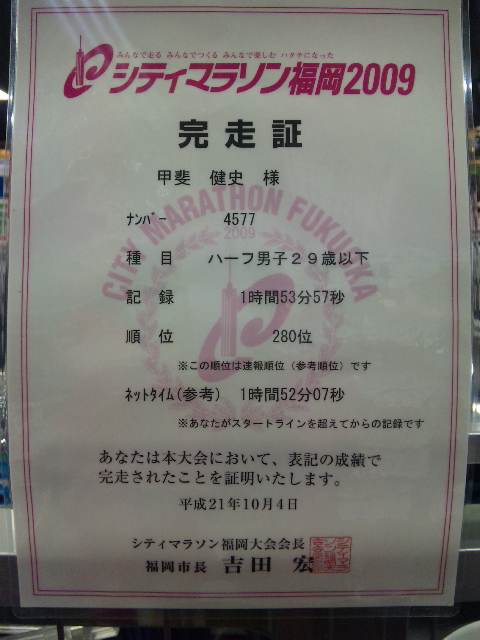 みんなで走る みんなでつくる みんなで楽しむ
シティマラソン福岡2009
完走証
甲斐 健史 様
ﾅﾝﾊﾞｰ 4577
種目 ハーフ男子２９歳以下
記録 1時間53分57秒
順位 280位
※この順位は速報順位（参考順位）です
ﾈｯﾄﾀｲﾑ(参考) 1時間52分07秒
※あなたがスタートラインを超えてからの記録です
あなたは本大会において、表記の成績で
完走されたことを証明いたします。
平成21年10月4日
シティマラソン福岡大会会長
福岡市長 吉田 宏
CITY MARATHON FUKUOKA
2009